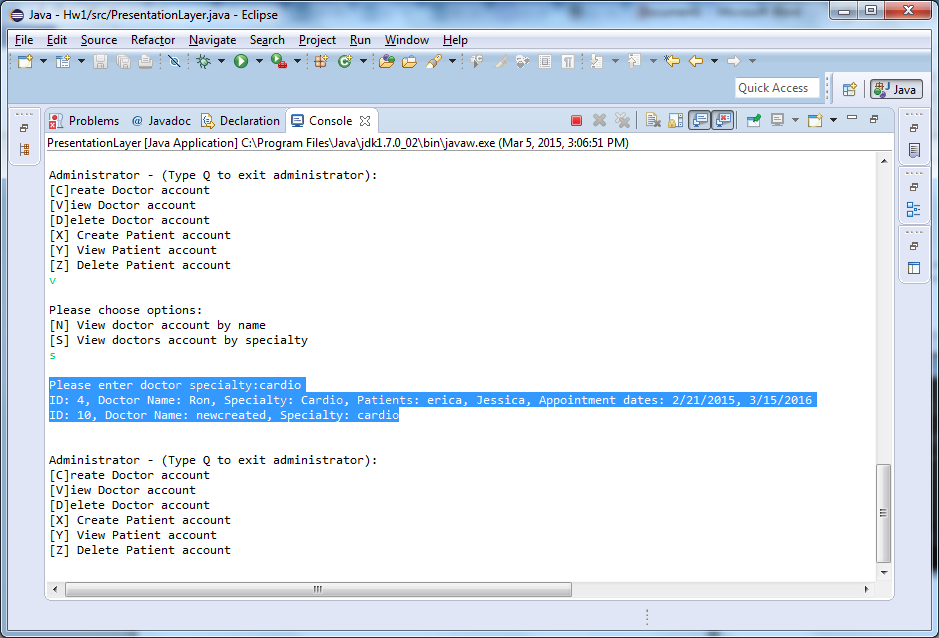 Java - Hw1/src/PresentationLayer.java - Eclipse
File Edit Source Refactor Navigate Search Project Run Window Help
Quick Access
Java
Problems @ Javadoc Declaration Console
PresentationLayer [Java Application] C:\Program Files\Java\jdk1.7.0_02\bin\javaw.exe (Mar 5, 2015, 3:06:51 PM)
Administrator - (Type Q to exit administrator):
[C]reate Doctor account
[V]iew Doctor account
[D]elete Doctor account
[X] Create Patient account
[Y] View Patient account
[Z] Delete Patient account
v
Please choose options:
[N] View doctor account by name
[S] View doctors account by specialty
s
Please enter doctor specialty:cardio
ID: 4, Doctor Name: Ron, Specialty: Cardio, Patients: erica, Jessica, Appointment dates: 2/21/2015, 3/15/2016
ID: 10, Doctor Name: newcreated, Specialty: cardio
Administrator - (Type Q to exit administrator):
[C]reate Doctor account
[V]iew Doctor account
[D]elete Doctor account
[X] Create Patient account
[Y] View Patient account
[Z] Delete Patient account